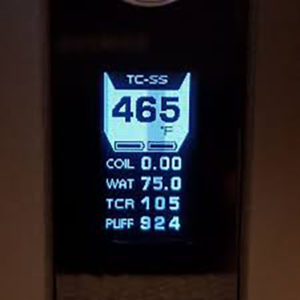 TC-SS
465
°F
COIL 0.00
WAT 75.0
TCR 105
PUFF 924